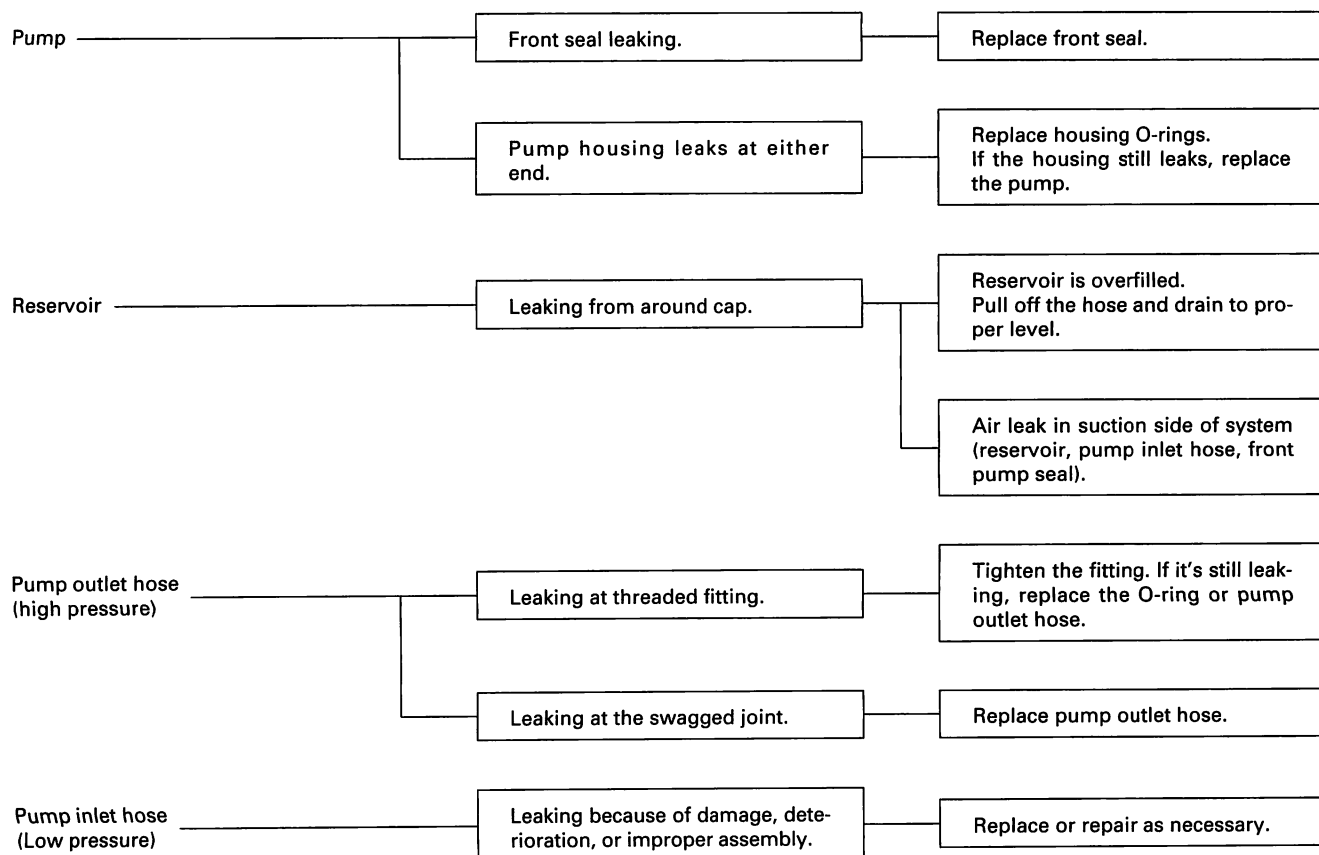 Pump
Front seal leaking.
Replace front seal.
Pump housing leaks at either
end.
Replace housing O-rings.
If the housing still leaks, replace
the pump.
Reservoir
Leaking from around cap.
Reservoir is overfilled.
Pull off the hose and drain to pro-
per level.
Air leak in suction side of system
(reservoir, pump inlet hose, front
pump seal).
Pump outlet hose
(high pressure)
Leaking at threaded fitting.
Tighten the fitting. If it's still leak-
ing, replace the O-ring or pump
outlet hose.
Leaking at the swagged joint.
Replace pump outlet hose.
Pump inlet hose
(Low pressure)
Leaking because of damage, dete-
rioration, or improper assembly.
Replace or repair as necessary.